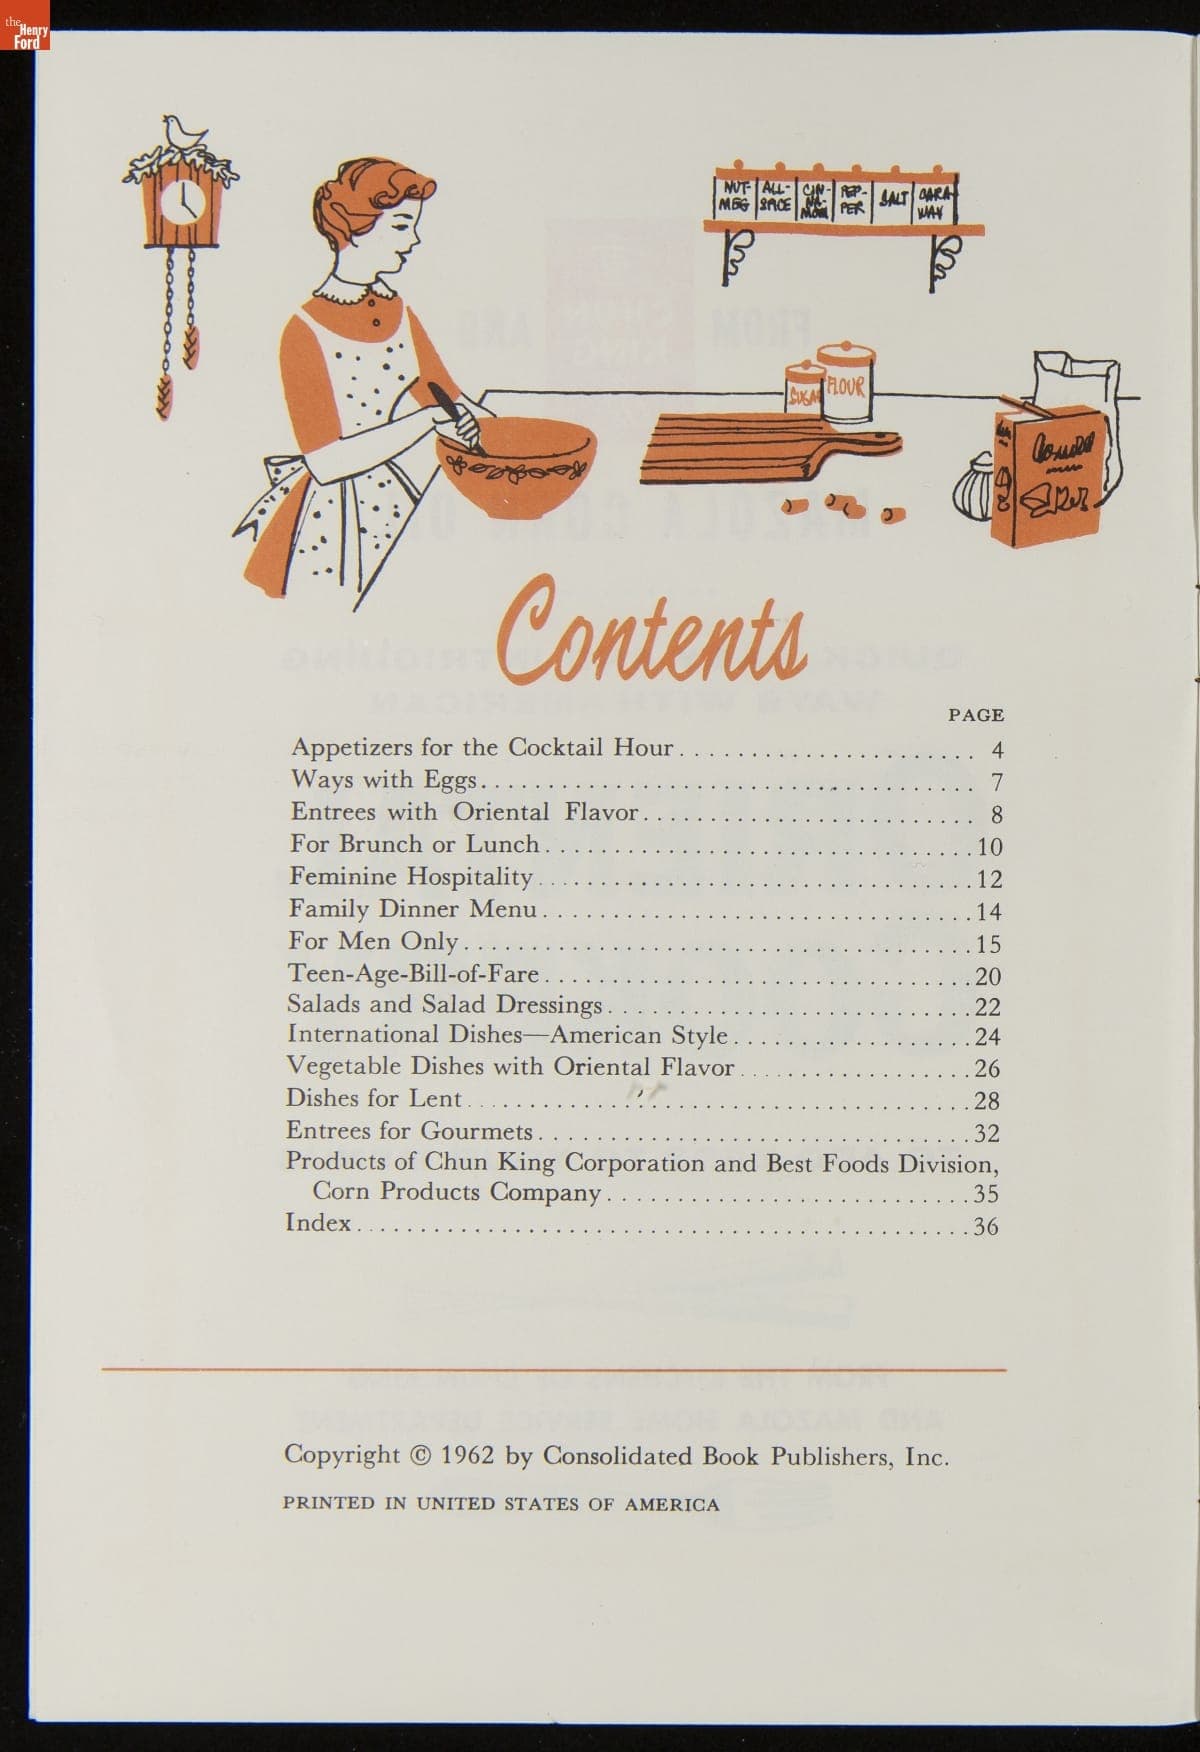 the
Henry
Ford
NUT- ALL- CIN- PEP- SALT CARA-
MEG SPICE NA- PER WAY
MON
SUGAR FLOUR
Contents
PAGE
Appetizers for the Cocktail Hour . . . . . . . . . . . . . . . . . . . . . . 4
Ways with Eggs . . . . . . . . . . . . . . . . . . . . . . . . . . . . . . . . . . . . . 7
Entrees with Oriental Flavor . . . . . . . . . . . . . . . . . . . . . . . . . 8
For Brunch or Lunch . . . . . . . . . . . . . . . . . . . . . . . . . . . . . . . 10
Feminine Hospitality . . . . . . . . . . . . . . . . . . . . . . . . . . . . . . . 12
Family Dinner Menu . . . . . . . . . . . . . . . . . . . . . . . . . . . . . . . 14
For Men Only . . . . . . . . . . . . . . . . . . . . . . . . . . . . . . . . . . . . . 15
Teen-Age-Bill-of-Fare . . . . . . . . . . . . . . . . . . . . . . . . . . . . . . . 20
Salads and Salad Dressings . . . . . . . . . . . . . . . . . . . . . . . . . . 22
International Dishes—American Style . . . . . . . . . . . . . . . . . 24
Vegetable Dishes with Oriental Flavor . . . . . . . . . . . . . . . . . 26
Dishes for Lent . . . . . . . . . . . . . . . . . . . . . . . . . . . . . . . . . . . . 28
Entrees for Gourmets . . . . . . . . . . . . . . . . . . . . . . . . . . . . . . . 32
Products of Chun King Corporation and Best Foods Division,
Corn Products Company . . . . . . . . . . . . . . . . . . . . . . . . . . 35
Index . . . . . . . . . . . . . . . . . . . . . . . . . . . . . . . . . . . . . . . . . . . . 36
Copyright © 1962 by Consolidated Book Publishers, Inc.
PRINTED IN UNITED STATES OF AMERICA